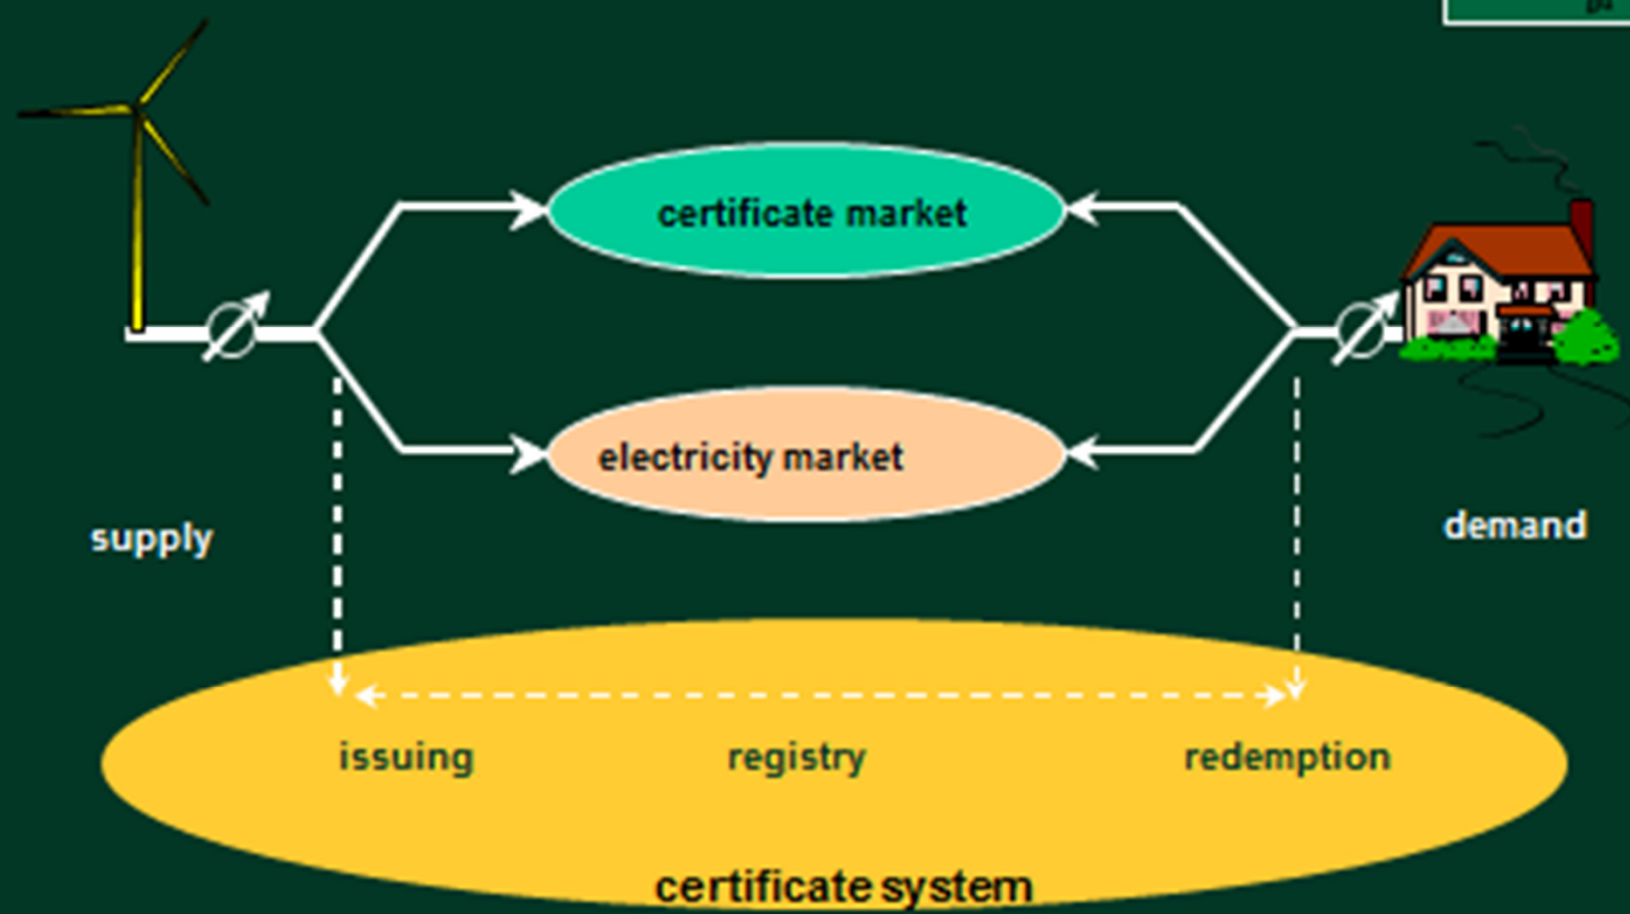 certificate market
electricity market
supply
demand
issuing registry redemption
certificate system